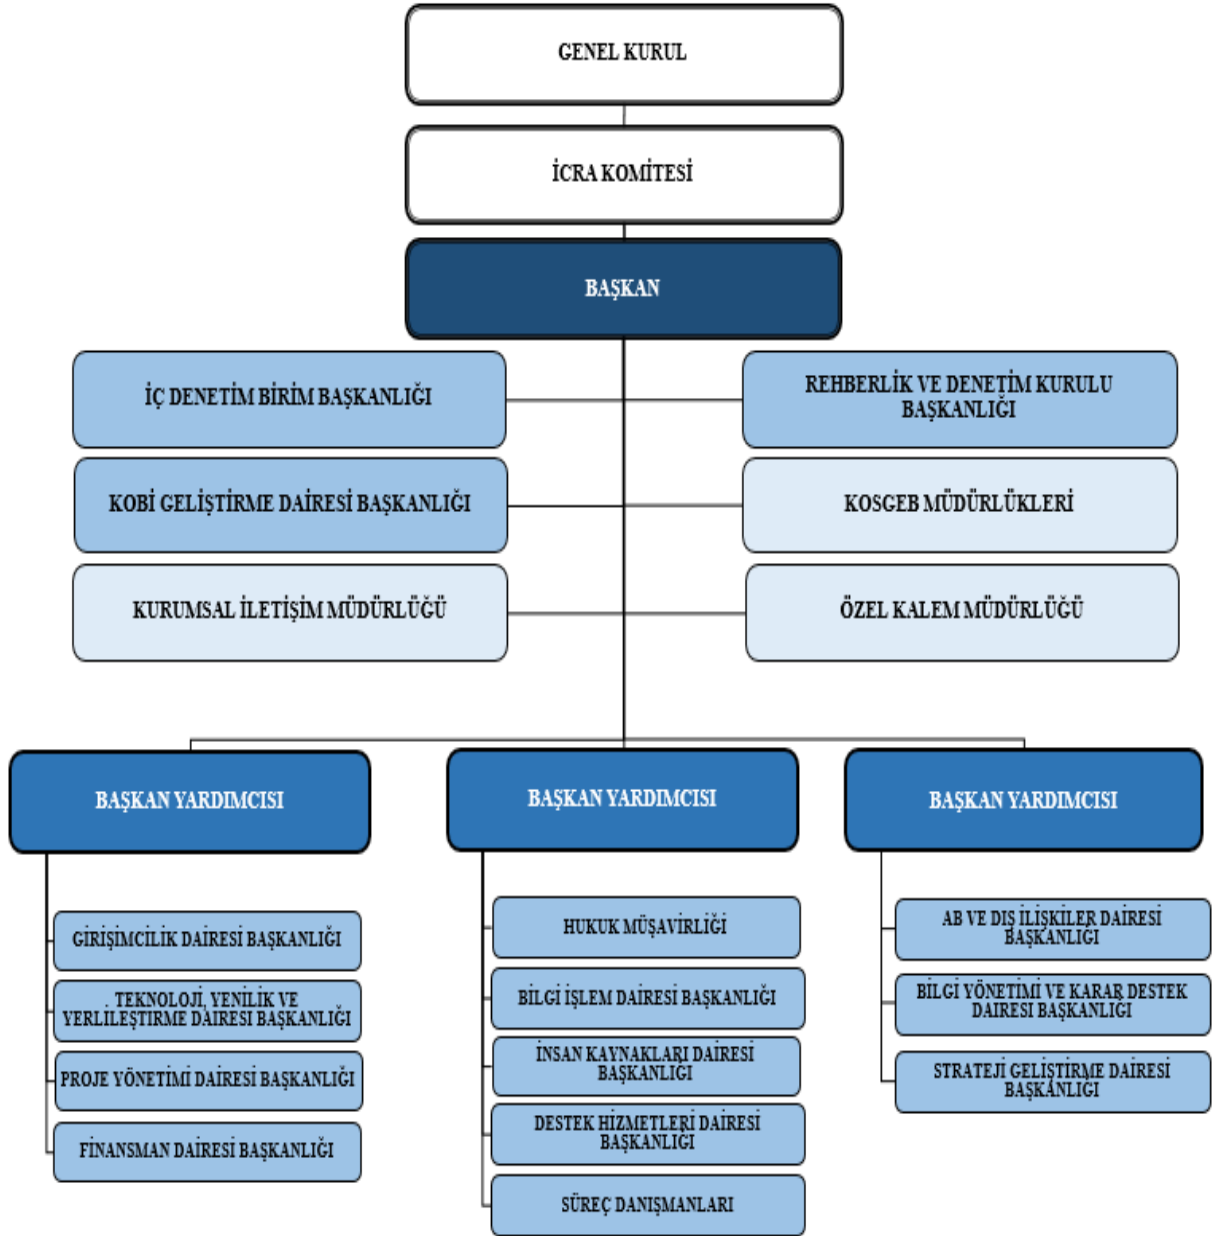 GENEL KURUL
İCRA KOMİTESİ
BAŞKAN
İÇ DENETİM BİRİM BAŞKANLIĞI
REHBERLİK VE DENETİM KURULU
BAŞKANLIĞI
KOBİ GELİŞTİRME DAİRESİ BAŞKANLIĞI
KOSGEB MÜDÜRLÜKLERİ
KURUMSAL İLETİŞİM MÜDÜRLÜĞÜ
ÖZEL KALEM MÜDÜRLÜĞÜ
BAŞKAN YARDIMCISI
GİRİŞİMCİLİK DAİRESİ BAŞKANLIĞI
TEKNOLOJİ, YENİLİK VE
YERLİLEŞTİRME DAİRESİ BAŞKANLIĞI
PROJE YÖNETİMİ DAİRESİ BAŞKANLIĞI
FİNANSMAN DAİRESİ BAŞKANLIĞI
BAŞKAN YARDIMCISI
HUKUK MÜŞAVİRLİĞİ
BİLGİ İŞLEM DAİRESİ BAŞKANLIĞI
İNSAN KAYNAKLARI DAİRESİ
BAŞKANLIĞI
DESTEK HİZMETLERİ DAİRESİ
BAŞKANLIĞI
SÜREÇ DANIŞMANLARI
BAŞKAN YARDIMCISI
AB VE DIŞ İLİŞKİLER DAİRESİ
BAŞKANLIĞI
BİLGİ YÖNETİMİ VE KARAR DESTEK
DAİRESİ BAŞKANLIĞI
STRATEJİ GELİŞTİRME DAİRESİ
BAŞKANLIĞI